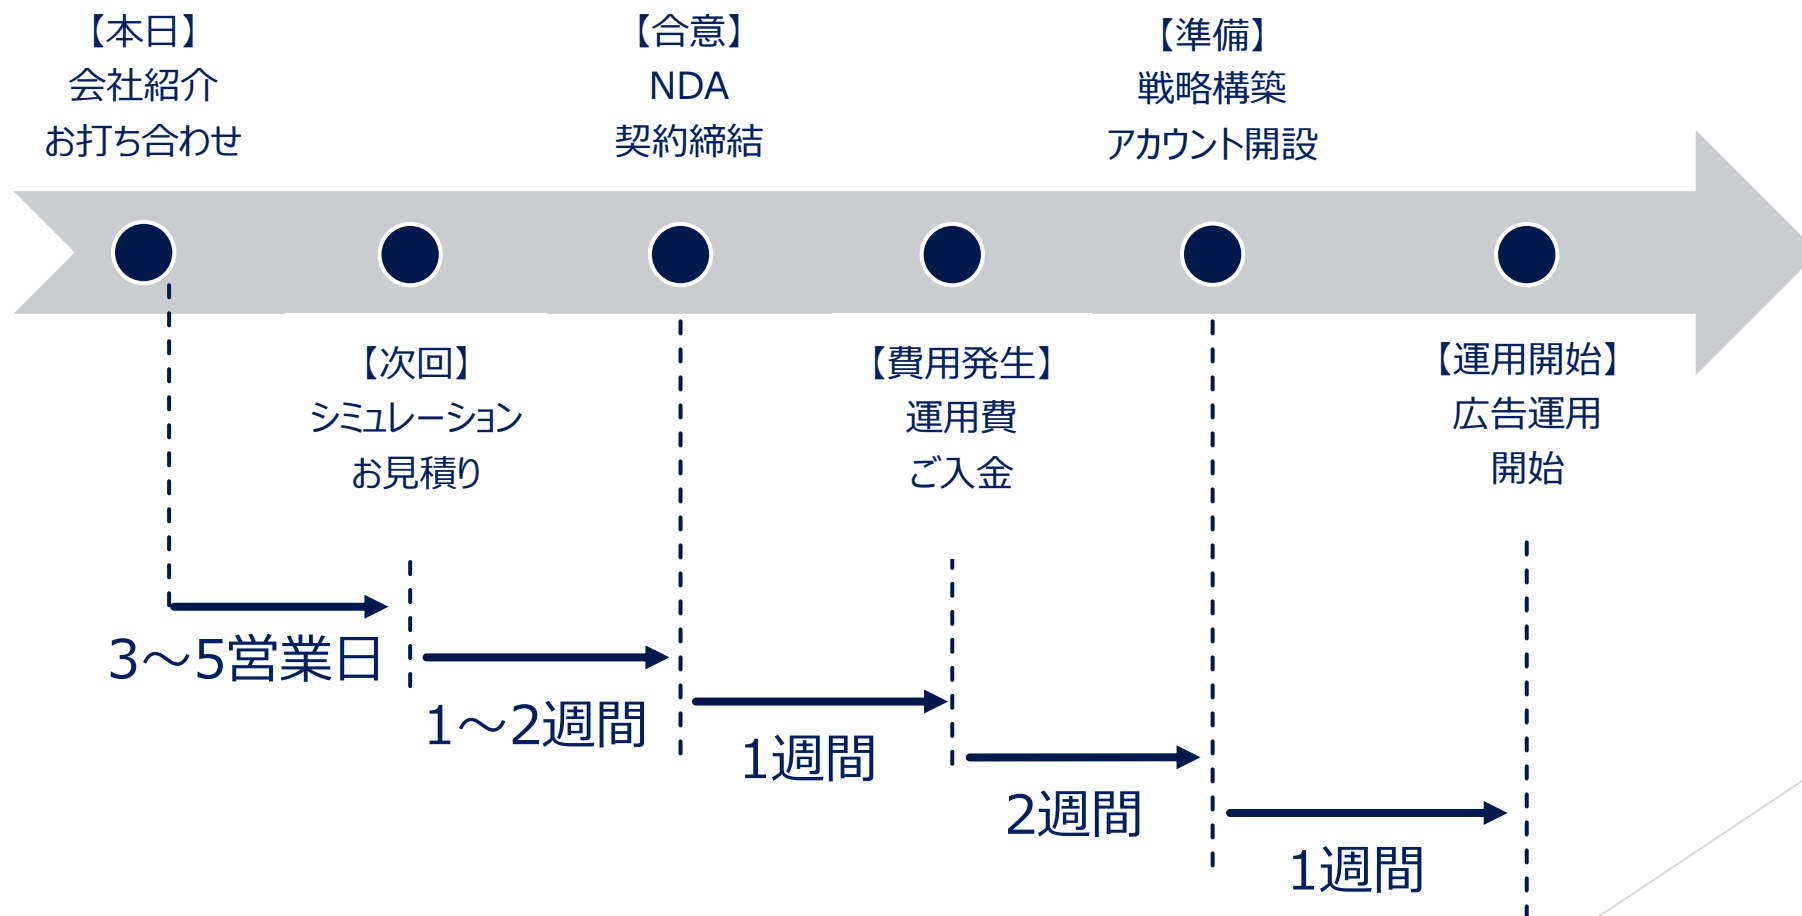 【本日】
会社紹介
お打ち合わせ
【合意】
NDA
契約締結
【準備】
戦略構築
アカウント開設
【次回】
シミュレーション
お見積り
【費用発生】
運用費
ご入金
【運用開始】
広告運用
開始
3～5営業日
1～2週間
1週間
2週間
1週間